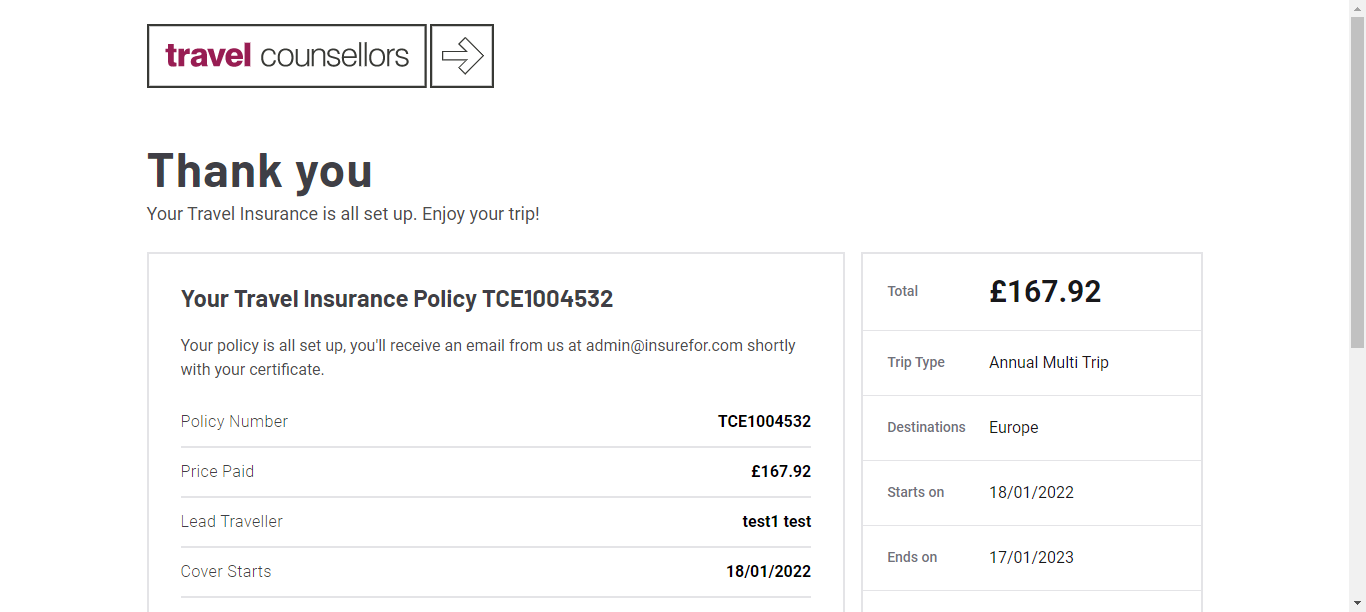 travel counsellors
Thank you
Your Travel Insurance is all set up. Enjoy your trip!
Your Travel Insurance Policy TCE1004532
Your policy is all set up, you'll receive an email from us at admin@insurefor.com shortly
with your certificate.
Policy Number TCE1004532
Price Paid £167.92
Lead Traveller test1 test
Cover Starts 18/01/2022
Total £167.92
Trip Type Annual Multi Trip
Destinations Europe
Starts on 18/01/2022
Ends on 17/01/2023